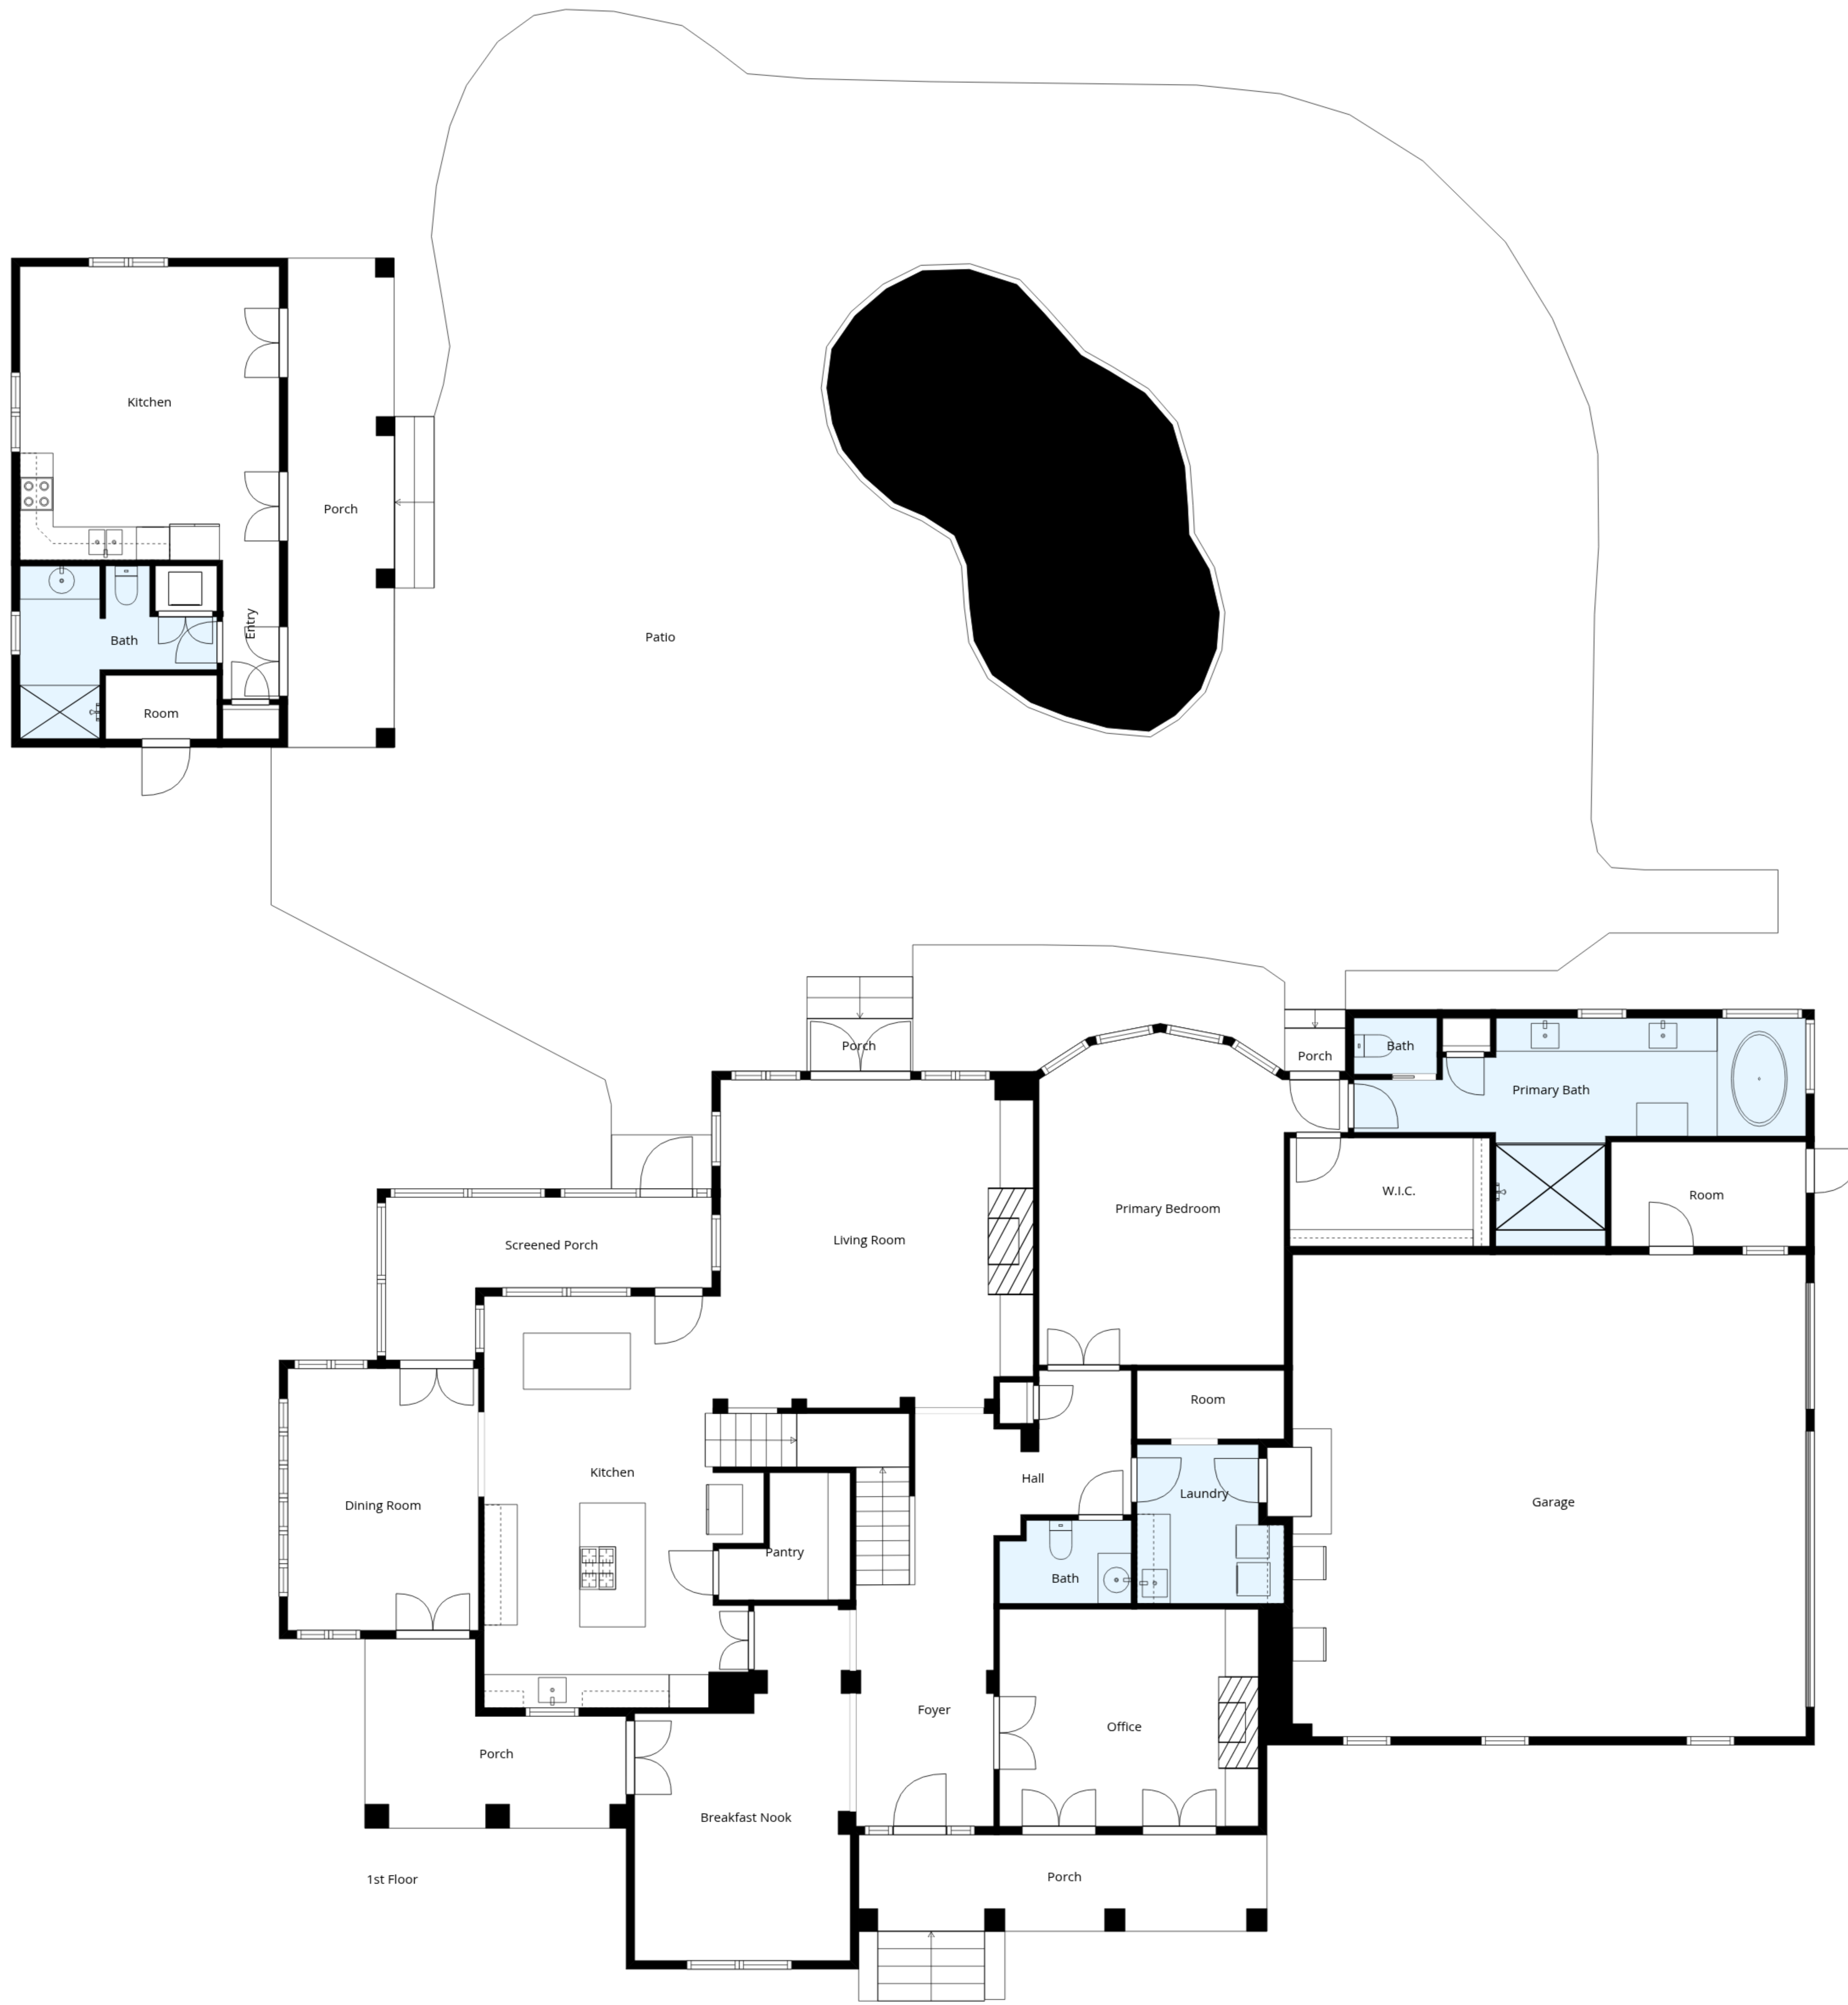 Kitchen
Porch
Entry
Patio
Bath
Room
Porch
Bath
Porch
Primary Bath
W.I.C.
Room
Primary Bedroom
Living Room
Screened Porch
Room
Kitchen
Hall
Laundry
Garage
Dining Room
Pantry
Bath
Foyer
Office
Porch
Breakfast Nook
Porch
1st Floor